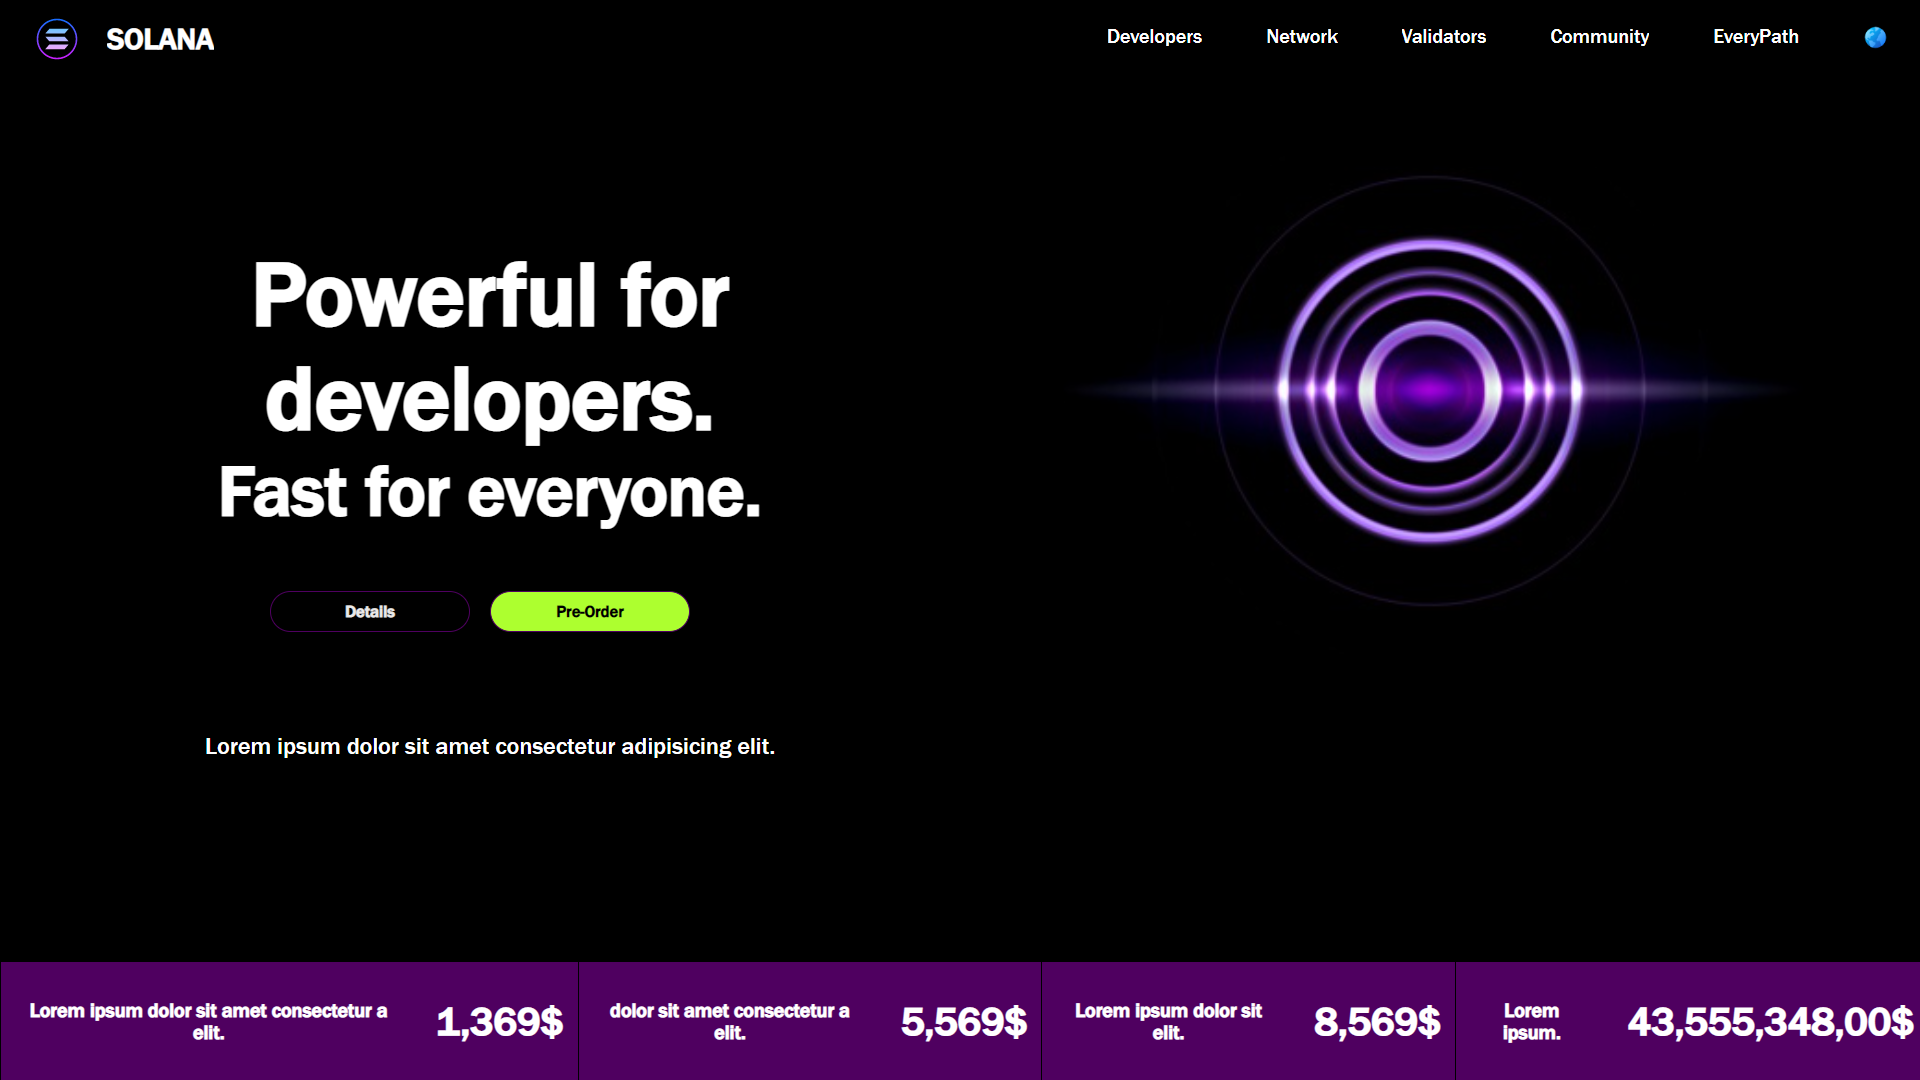 SOLANA
Developers
Network
Validators
Community
EveryPath
Powerful for
developers.
Fast for everyone.
Details
Pre-Order
Lorem ipsum dolor sit amet consectetur adipisicing elit.
Lorem ipsum dolor sit amet consectetur a
elit.
1,369$
dolor sit amet consectetur a
elit.
5,569$
Lorem ipsum dolor sit
elit.
8,569$
Lorem
ipsum.
43,555,348,00$